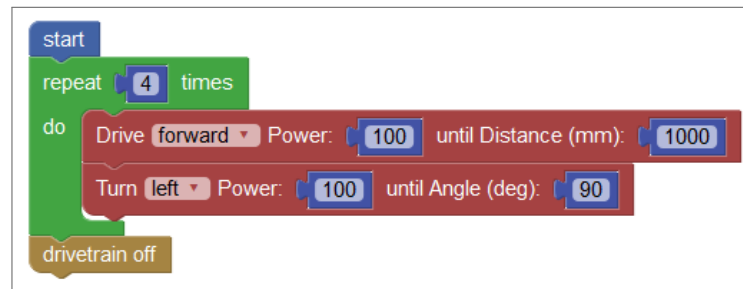 start
repeat 4 times
do
Drive forward Power: 100 until Distance (mm): 1000
Turn left Power: 100 until Angle (deg): 90
drivetrain off